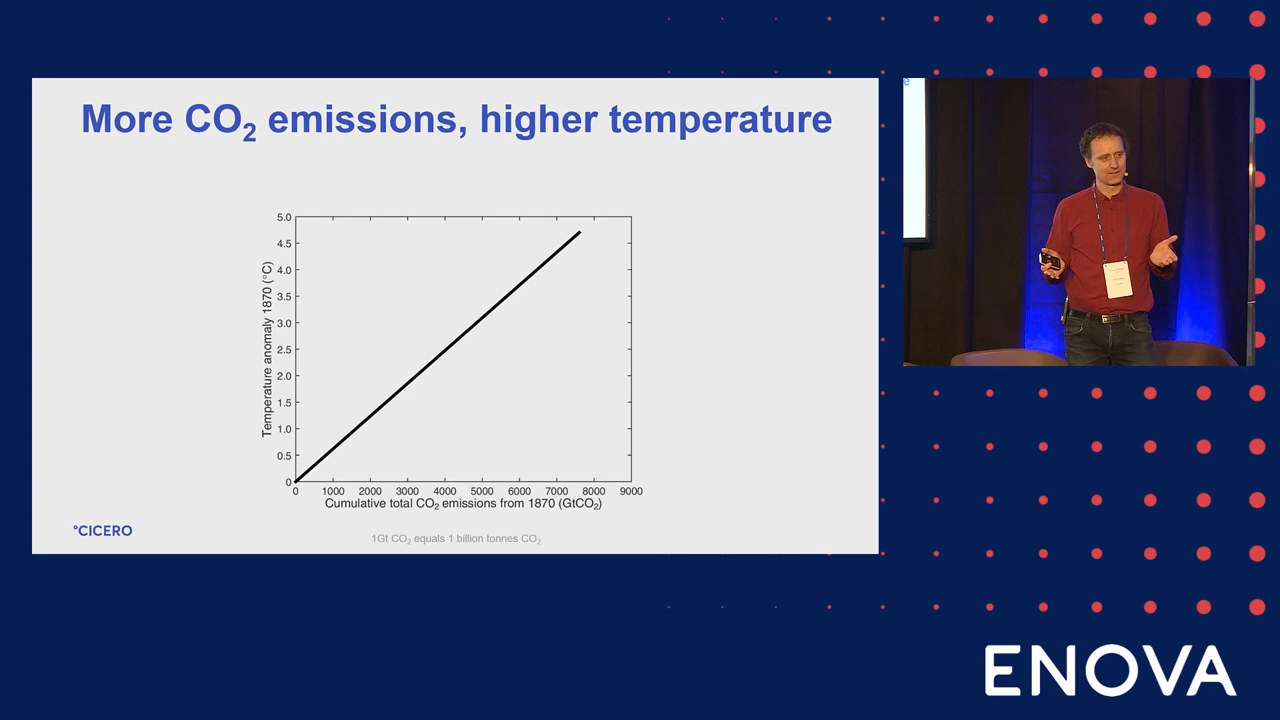 More CO₂ emissions, higher temperature
5.0
4.5
4.0
3.5
3.0
2.5
2.0
1.5
1.0
0.5
0
Temperature anomaly 1870 (°C)
0 1000 2000 3000 4000 5000 6000 7000 8000 9000
Cumulative total CO₂ emissions from 1870 (GtCO₂)
°CICERO
1Gt CO₂ equals 1 billion tonnes CO₂
ENOVA